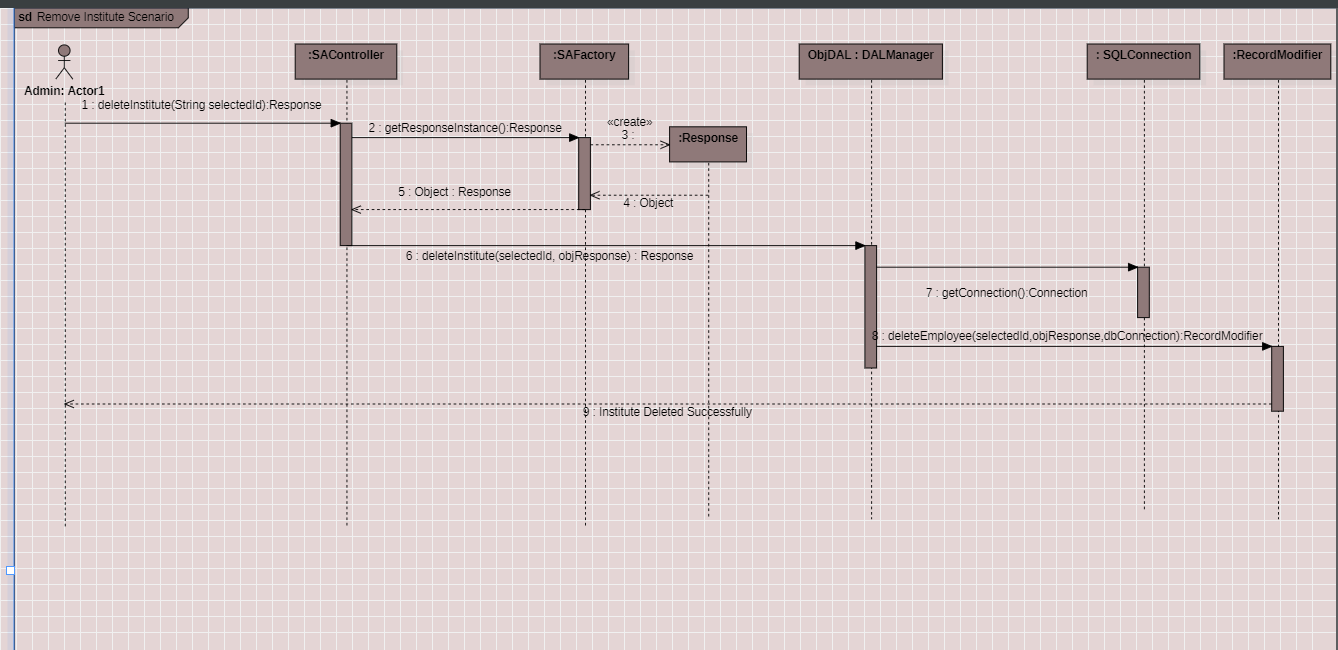 sd Remove Institute Scenario
:SAController
:SAFactory
ObjDAL : DALManager
: SQLConnection
:RecordModifier
Admin: Actor1
1 : deleteInstitute(String selectedId):Response
2 : getResponseInstance():Response
«create»
3 :
:Response
5 : Object : Response
4 : Object
6 : deleteInstitute(selectedId, objResponse) : Response
7 : getConnection():Connection
8 : deleteEmployee(selectedId,objResponse,dbConnection):RecordModifier
9 : Institute Deleted Successfully